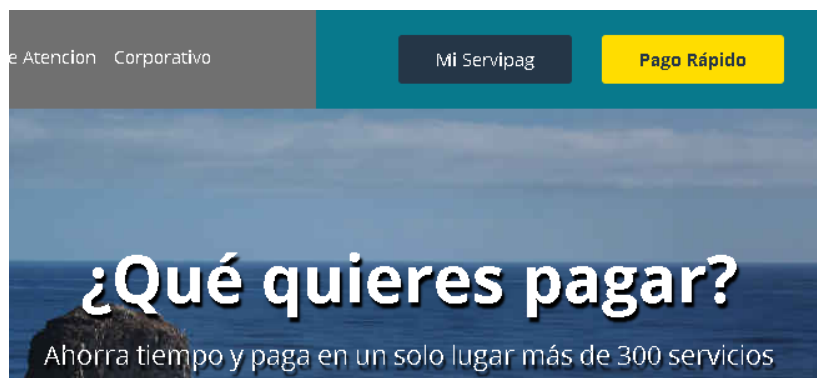 Atencion Corporativo
Mi Servipag
Pago Rápido
¿Qué quieres pagar?
Ahorra tiempo y paga en un solo lugar más de 300 servicios